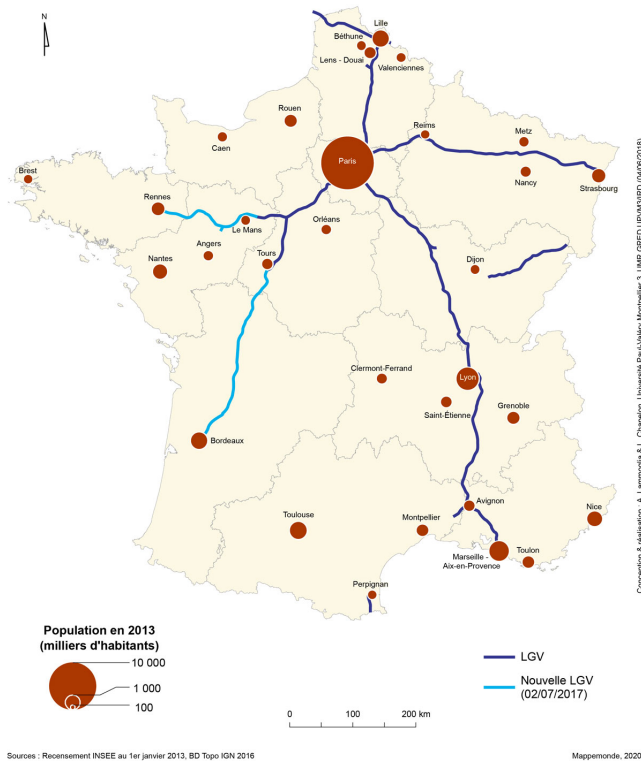 N
Lille
Béthune
Lens - Douai
Valenciennes
Rouen
Caen
Reims
Metz
Paris
Nancy
Strasbourg
Brest
Rennes
Le Mans
Orléans
Angers
Nantes
Tours
Dijon
Clermont-Ferrand
Lyon
Saint-Étienne
Grenoble
Bordeaux
Avignon
Nice
Toulouse
Montpellier
Marseille -
Aix-en-Provence
Toulon
Perpignan
Population en 2013
(milliers d'habitants)
10 000
1 000
100
LGV
Nouvelle LGV
(02/07/2017)
0 100 200 km
Sources : Recensement INSEE au 1er janvier 2013, BD Topo IGN 2016
Mappemonde, 2020